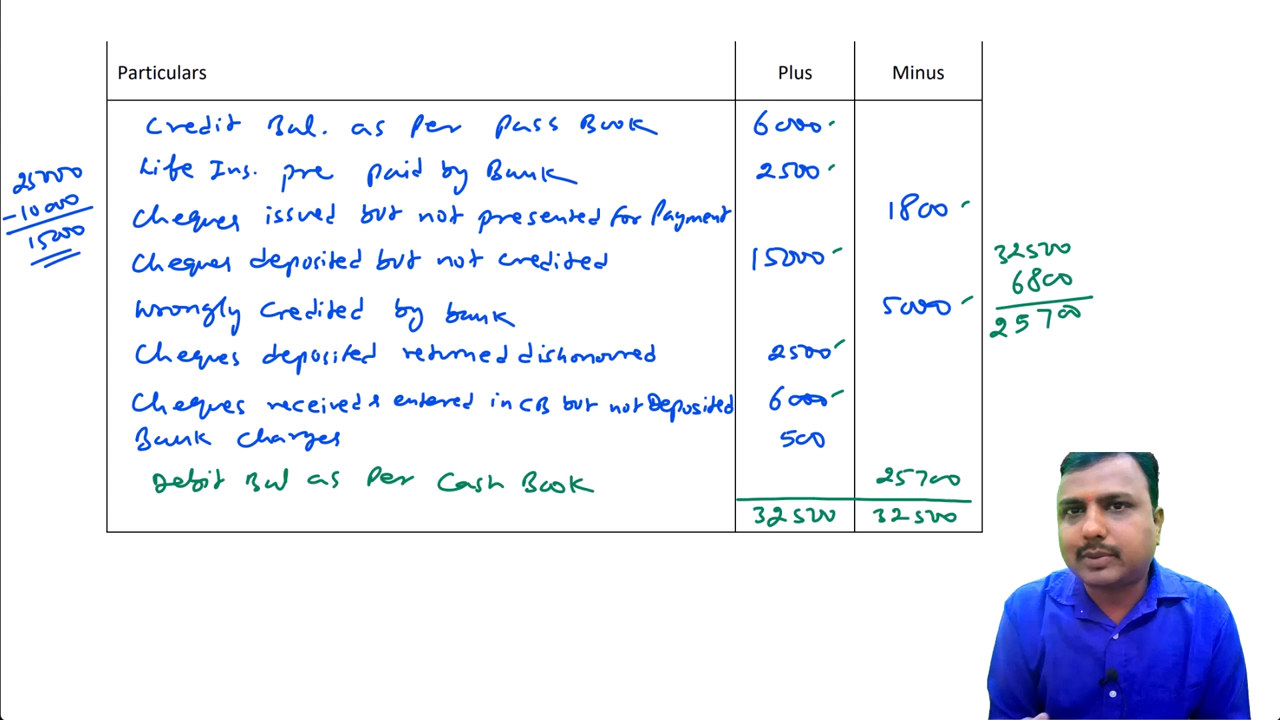 Particulars Plus Minus
Credit Bal. as Per Pass Book 6000
Life Ins. pre paid by Bank 2500
Cheques issued but not presented for Payment 1800
Cheques deposited but not credited 15000
Wrongly credited by bank 5000
Cheques deposited returned dishonoured 2500
Cheques received & entered in CB but not Deposited 6000
Bank charges 500
Debit Bal as Per Cash Book 25700
32500 32500
25000
-10000
15000
32500
6800
25700